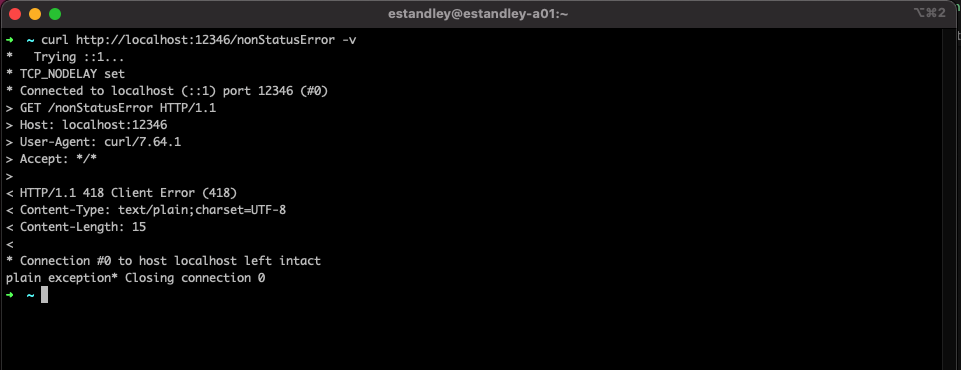 estandley@estandley-a01:~
⌥⌘2
➜ ~ curl http://localhost:12346/nonStatusError -v
*   Trying ::1...
* TCP_NODELAY set
* Connected to localhost (::1) port 12346 (#0)
> GET /nonStatusError HTTP/1.1
> Host: localhost:12346
> User-Agent: curl/7.64.1
> Accept: */*
>
< HTTP/1.1 418 Client Error (418)
< Content-Type: text/plain;charset=UTF-8
< Content-Length: 15
<
* Connection #0 to host localhost left intact
plain exception* Closing connection 0
➜ ~